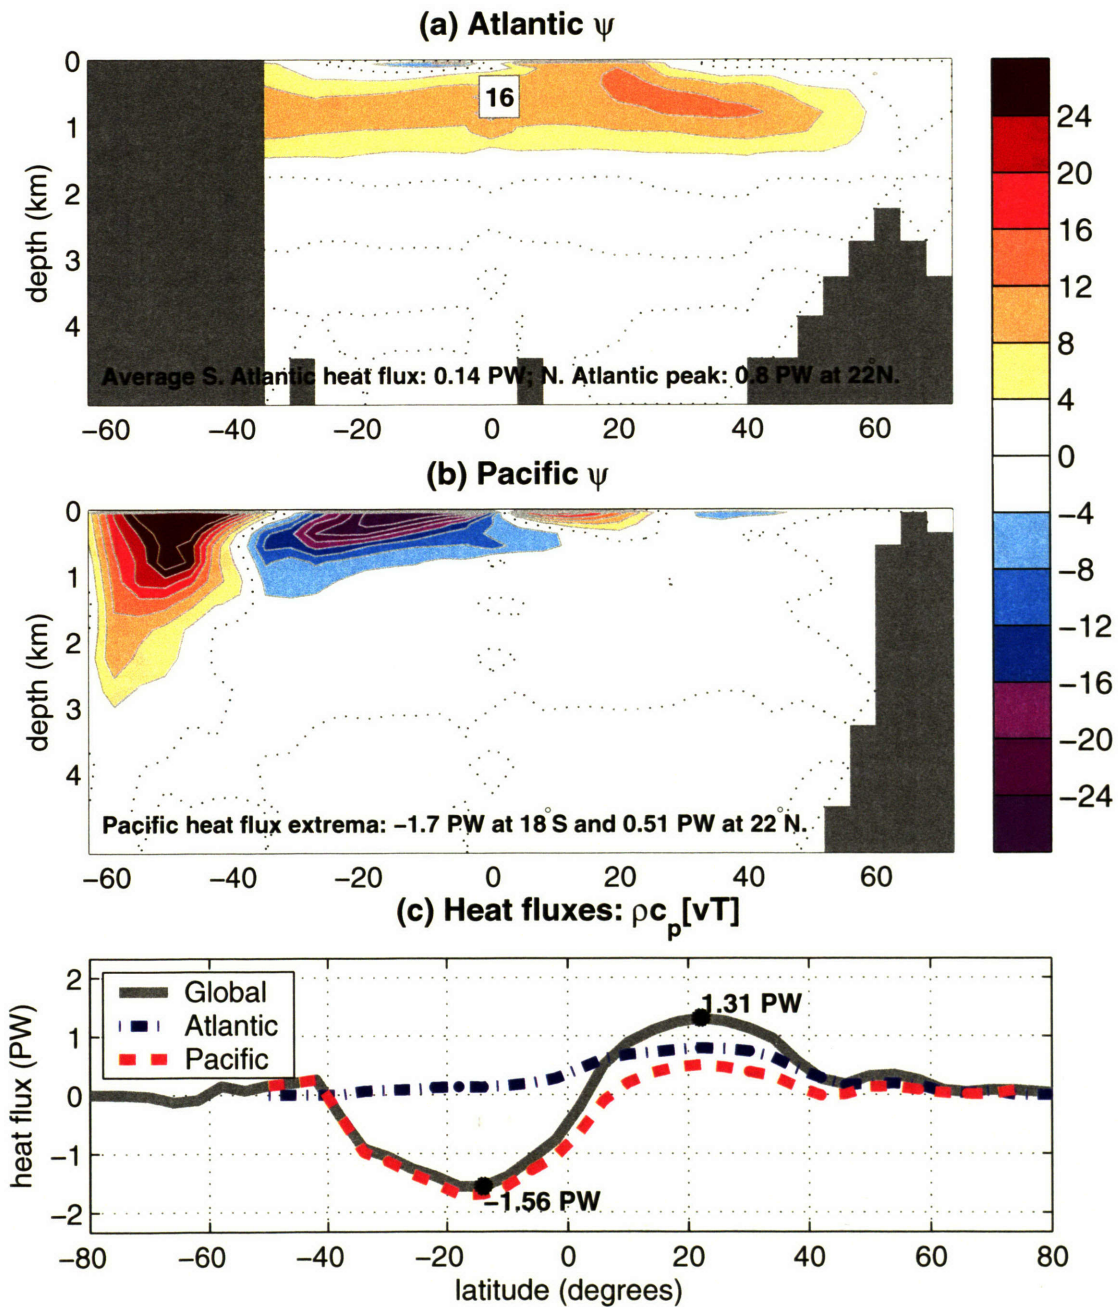 (a) Atlantic ψ
0
1
2
3
4
depth (km)
16
Average S. Atlantic heat flux: 0.14 PW; N. Atlantic peak: 0.8 PW at 22°N.
−60 −40 −20 0 20 40 60
24
20
16
12
8
4
0
−4
−8
−12
−16
−20
−24
(b) Pacific ψ
0
1
2
3
4
depth (km)
Pacific heat flux extrema: −1.7 PW at 18°S and 0.51 PW at 22°N.
−60 −40 −20 0 20 40 60
(c) Heat fluxes: ρc_p[vT]
2
1
0
−1
−2
heat flux (PW)
Global
Atlantic
Pacific
1.31 PW
−1.56 PW
−80 −60 −40 −20 0 20 40 60 80
latitude (degrees)